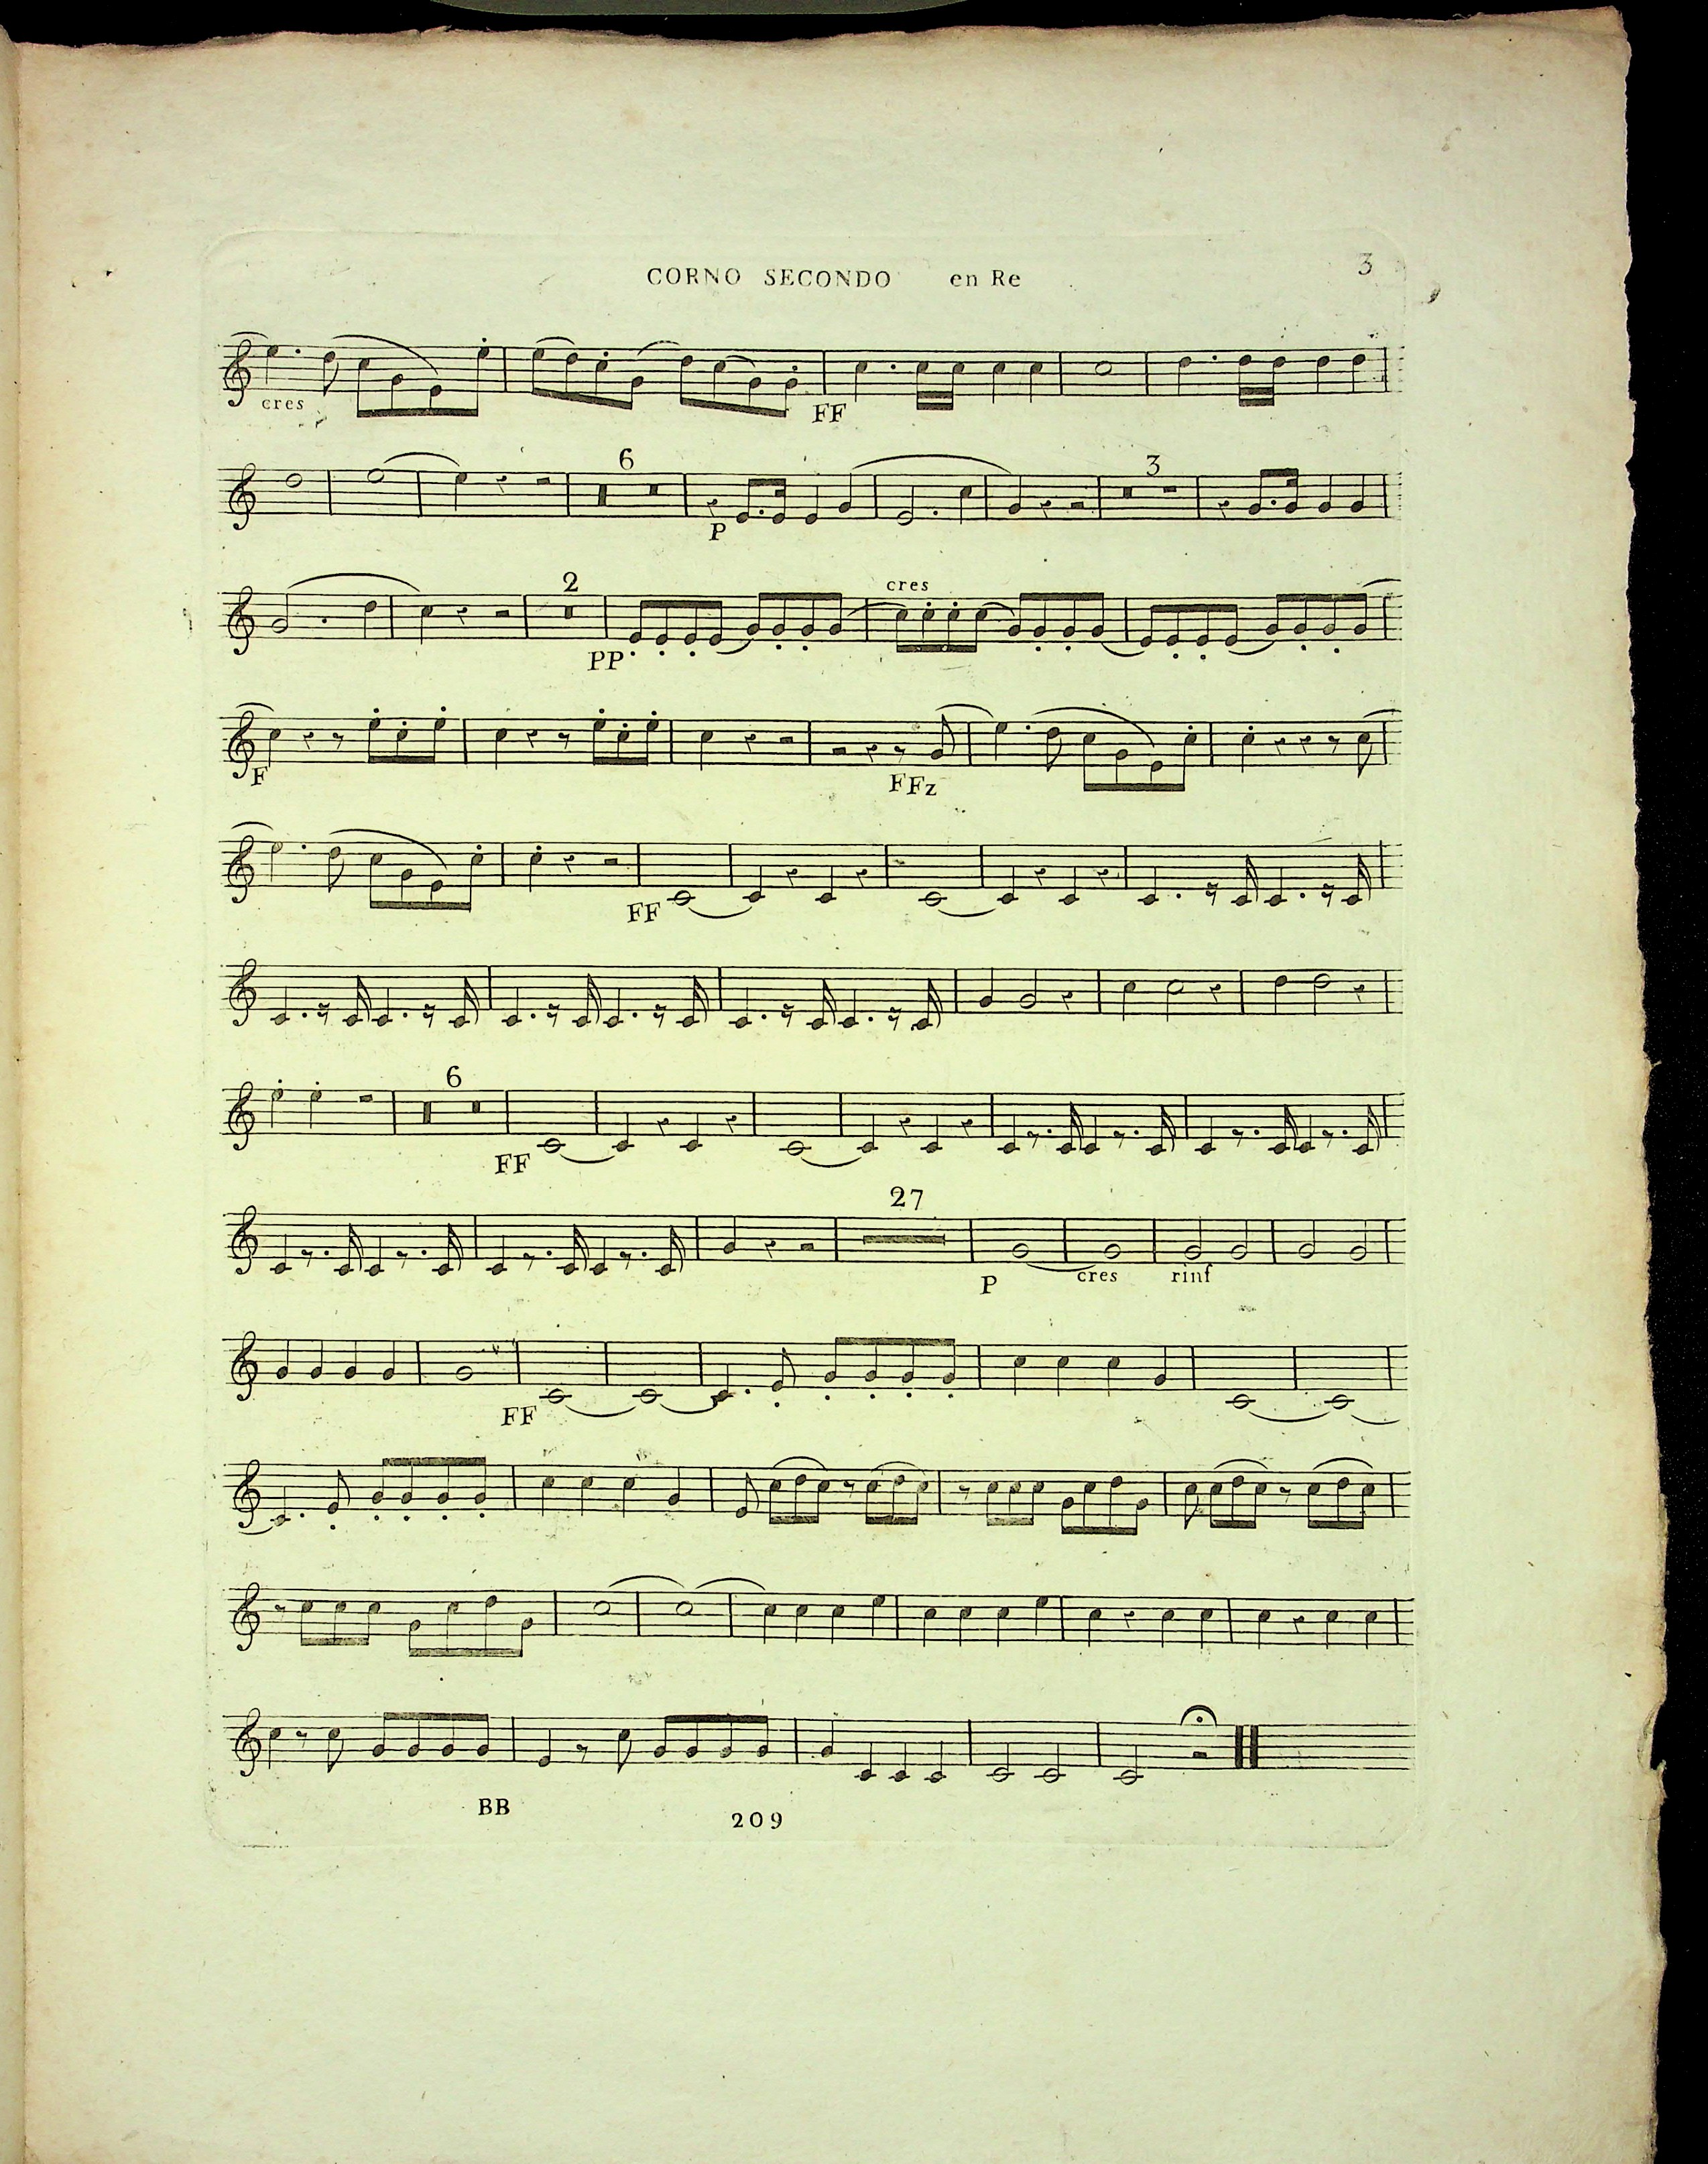 CORNO SECONDO en Re 3
cres FF
6 3
P
2 cres
PP
F FFz
FF
6
FF
27
P cres rinf
FF
BB 209